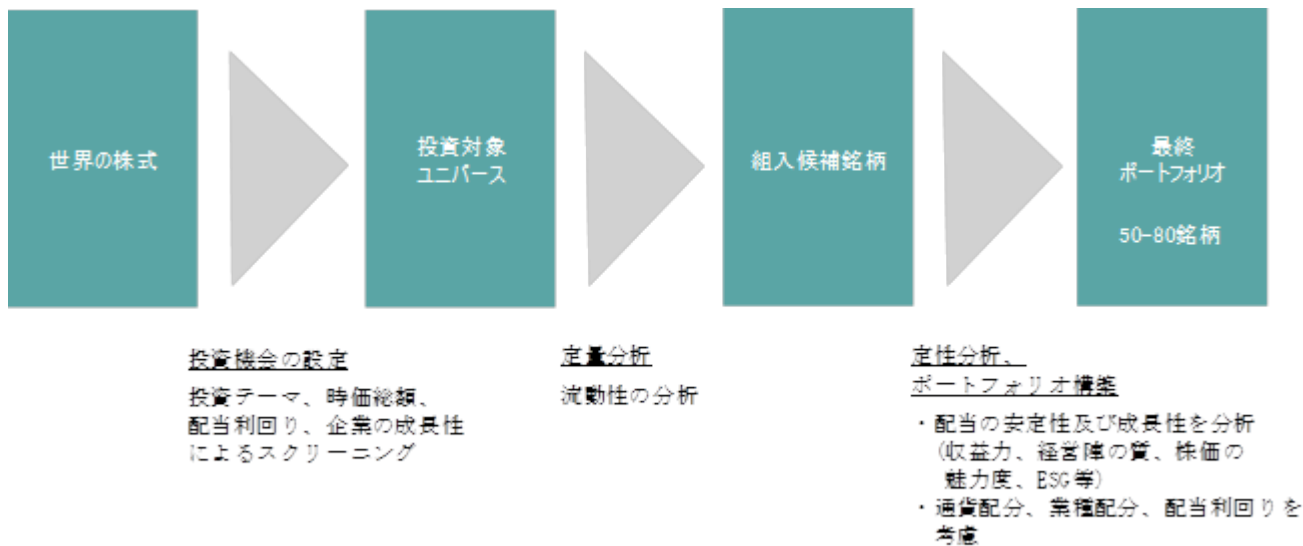 世界の株式
投資対象
ユニバース
組入候補銘柄
最終
ポートフォリオ
50-80銘柄
投資機会の設定
投資テーマ、時価総額、
配当利回り、企業の成長性
によるスクリーニング
定量分析
流動性の分析
定性分析、
ポートフォリオ構築
・配当の安定性及び成長性を分析
(収益力、経営陣の質、株価の
魅力度、ESG等)
・通貨配分、業種配分、配当利回りを
考慮